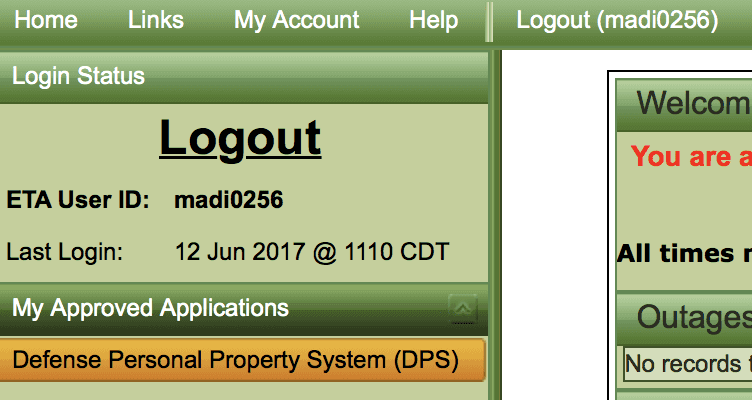 Home Links My Account Help Logout (madi0256)
Login Status
Logout
ETA User ID: madi0256
Last Login: 12 Jun 2017 @ 1110 CDT
My Approved Applications
Defense Personal Property System (DPS)
Welcom
You are a
All times
Outages
No records